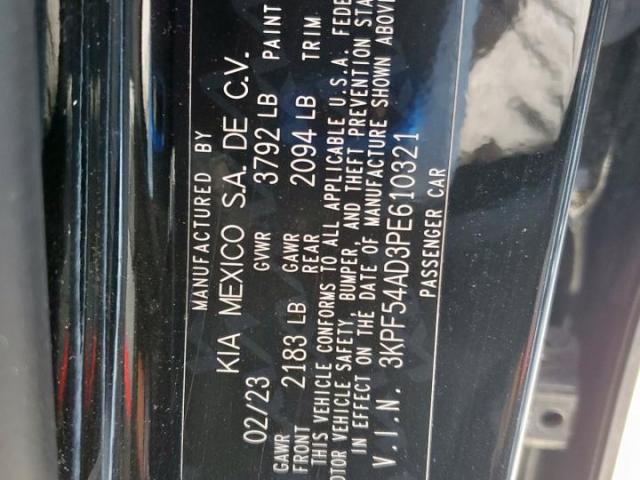 MANUFACTURED BY
KIA MEXICO S.A. DE C.V.
02/23 GVWR 3792 LB PAINT
GAWR FRONT 2183 LB GAWR REAR 2094 LB TRIM
THIS VEHICLE CONFORMS TO ALL APPLICABLE U.S.A. FEDE
OTOR VEHICLE SAFETY, BUMPER, AND THEFT PREVENTION STA
IN EFFECT ON THE DATE OF MANUFACTURE SHOWN ABOV
V.I.N. 3KPF54AD3PE610321
PASSENGER CAR